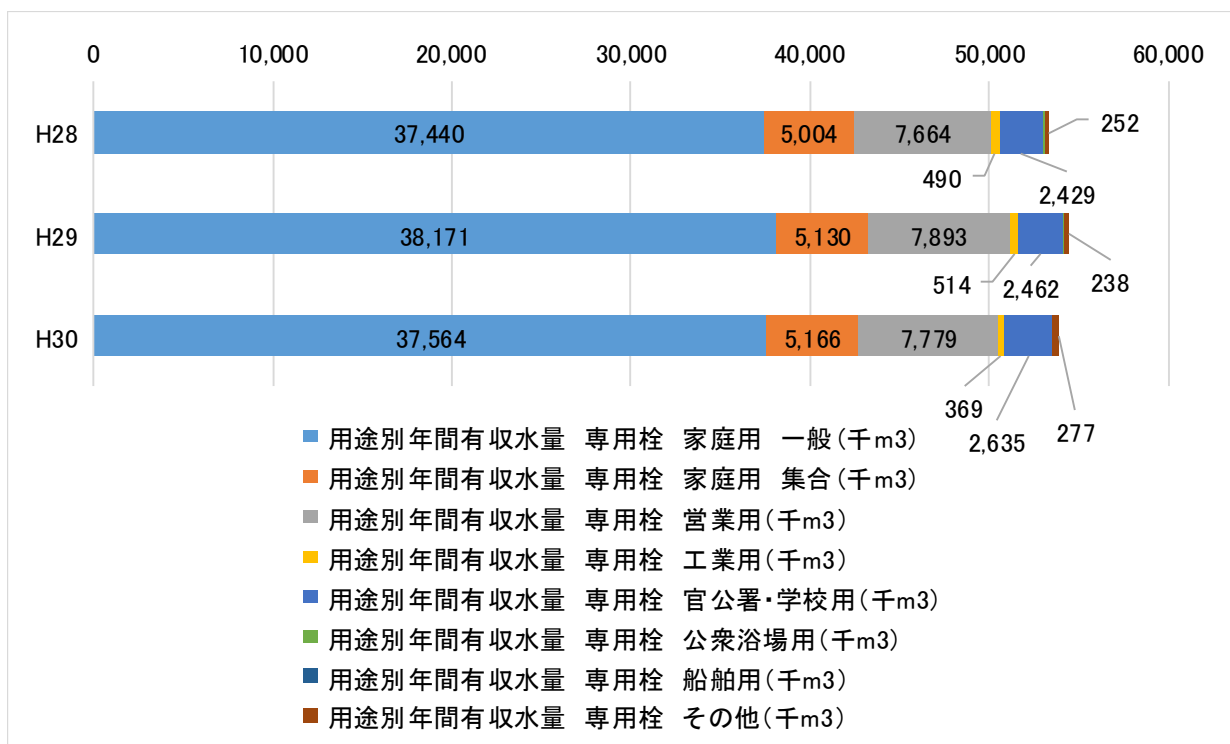 0 10,000 20,000 30,000 40,000 50,000 60,000
H28 37,440 5,004 7,664 252
490 2,429
H29 38,171 5,130 7,893
514 2,462 238
H30 37,564 5,166 7,779
369 2,635 277
用途別年間有収水量 専用栓 家庭用 一般(千m3)
用途別年間有収水量 専用栓 家庭用 集合(千m3)
用途別年間有収水量 専用栓 営業用(千m3)
用途別年間有収水量 専用栓 工業用(千m3)
用途別年間有収水量 専用栓 官公署・学校用(千m3)
用途別年間有収水量 専用栓 公衆浴場用(千m3)
用途別年間有収水量 専用栓 船舶用(千m3)
用途別年間有収水量 専用栓 その他(千m3)